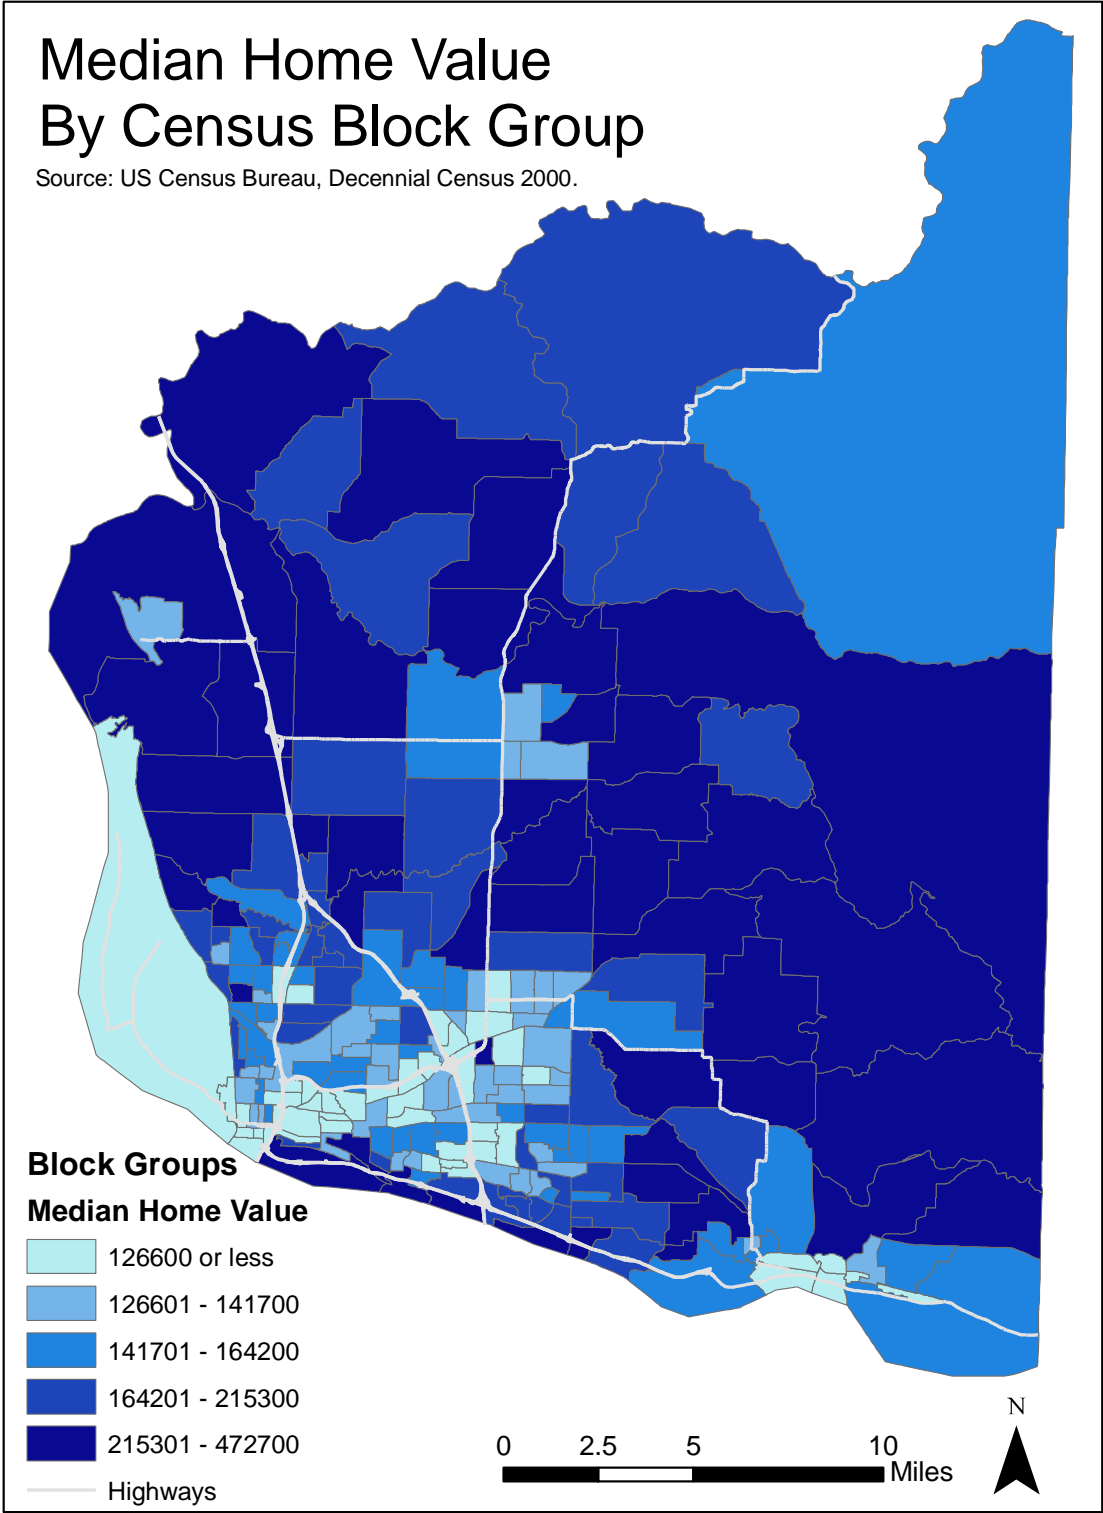 Median Home Value
By Census Block Group
Source: US Census Bureau, Decennial Census 2000.
Block Groups
Median Home Value
126600 or less
126601 - 141700
141701 - 164200
164201 - 215300
215301 - 472700
Highways
0 2.5 5 10
Miles
N